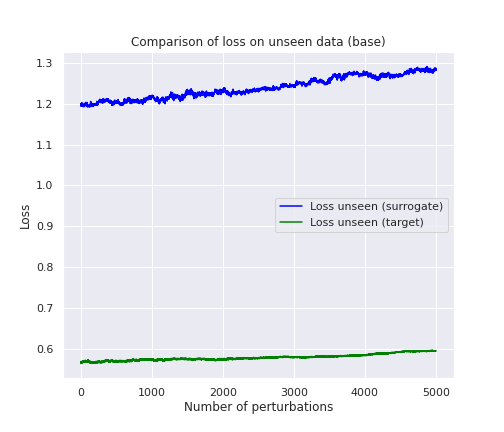 Comparison of loss on unseen data (base)
1.3
1.2
1.1
1.0
0.9
0.8
0.7
0.6
Loss
Loss unseen (surrogate)
Loss unseen (target)
0 1000 2000 3000 4000 5000
Number of perturbations